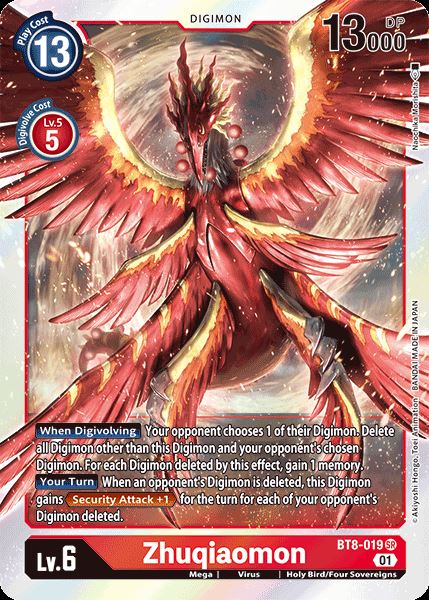 DIGIMON
Play Cost
13
13000 DP
Digivolve Cost
Lv.5
5
Naochika Morishita
When Digivolving Your opponent chooses 1 of their Digimon. Delete
all Digimon other than this Digimon and your opponent's chosen
Digimon. For each Digimon deleted by this effect, gain 1 memory.
Your Turn When an opponent's Digimon is deleted, this Digimon
gains Security Attack +1 for the turn for each of your opponent's
Digimon deleted.
©Akiyoshi Hongo, Toei Animation BANDAI MADE IN JAPAN
Lv.6
Zhuqiaomon
BT8-019 SR
01
Mega | Virus | Holy Bird/Four Sovereigns